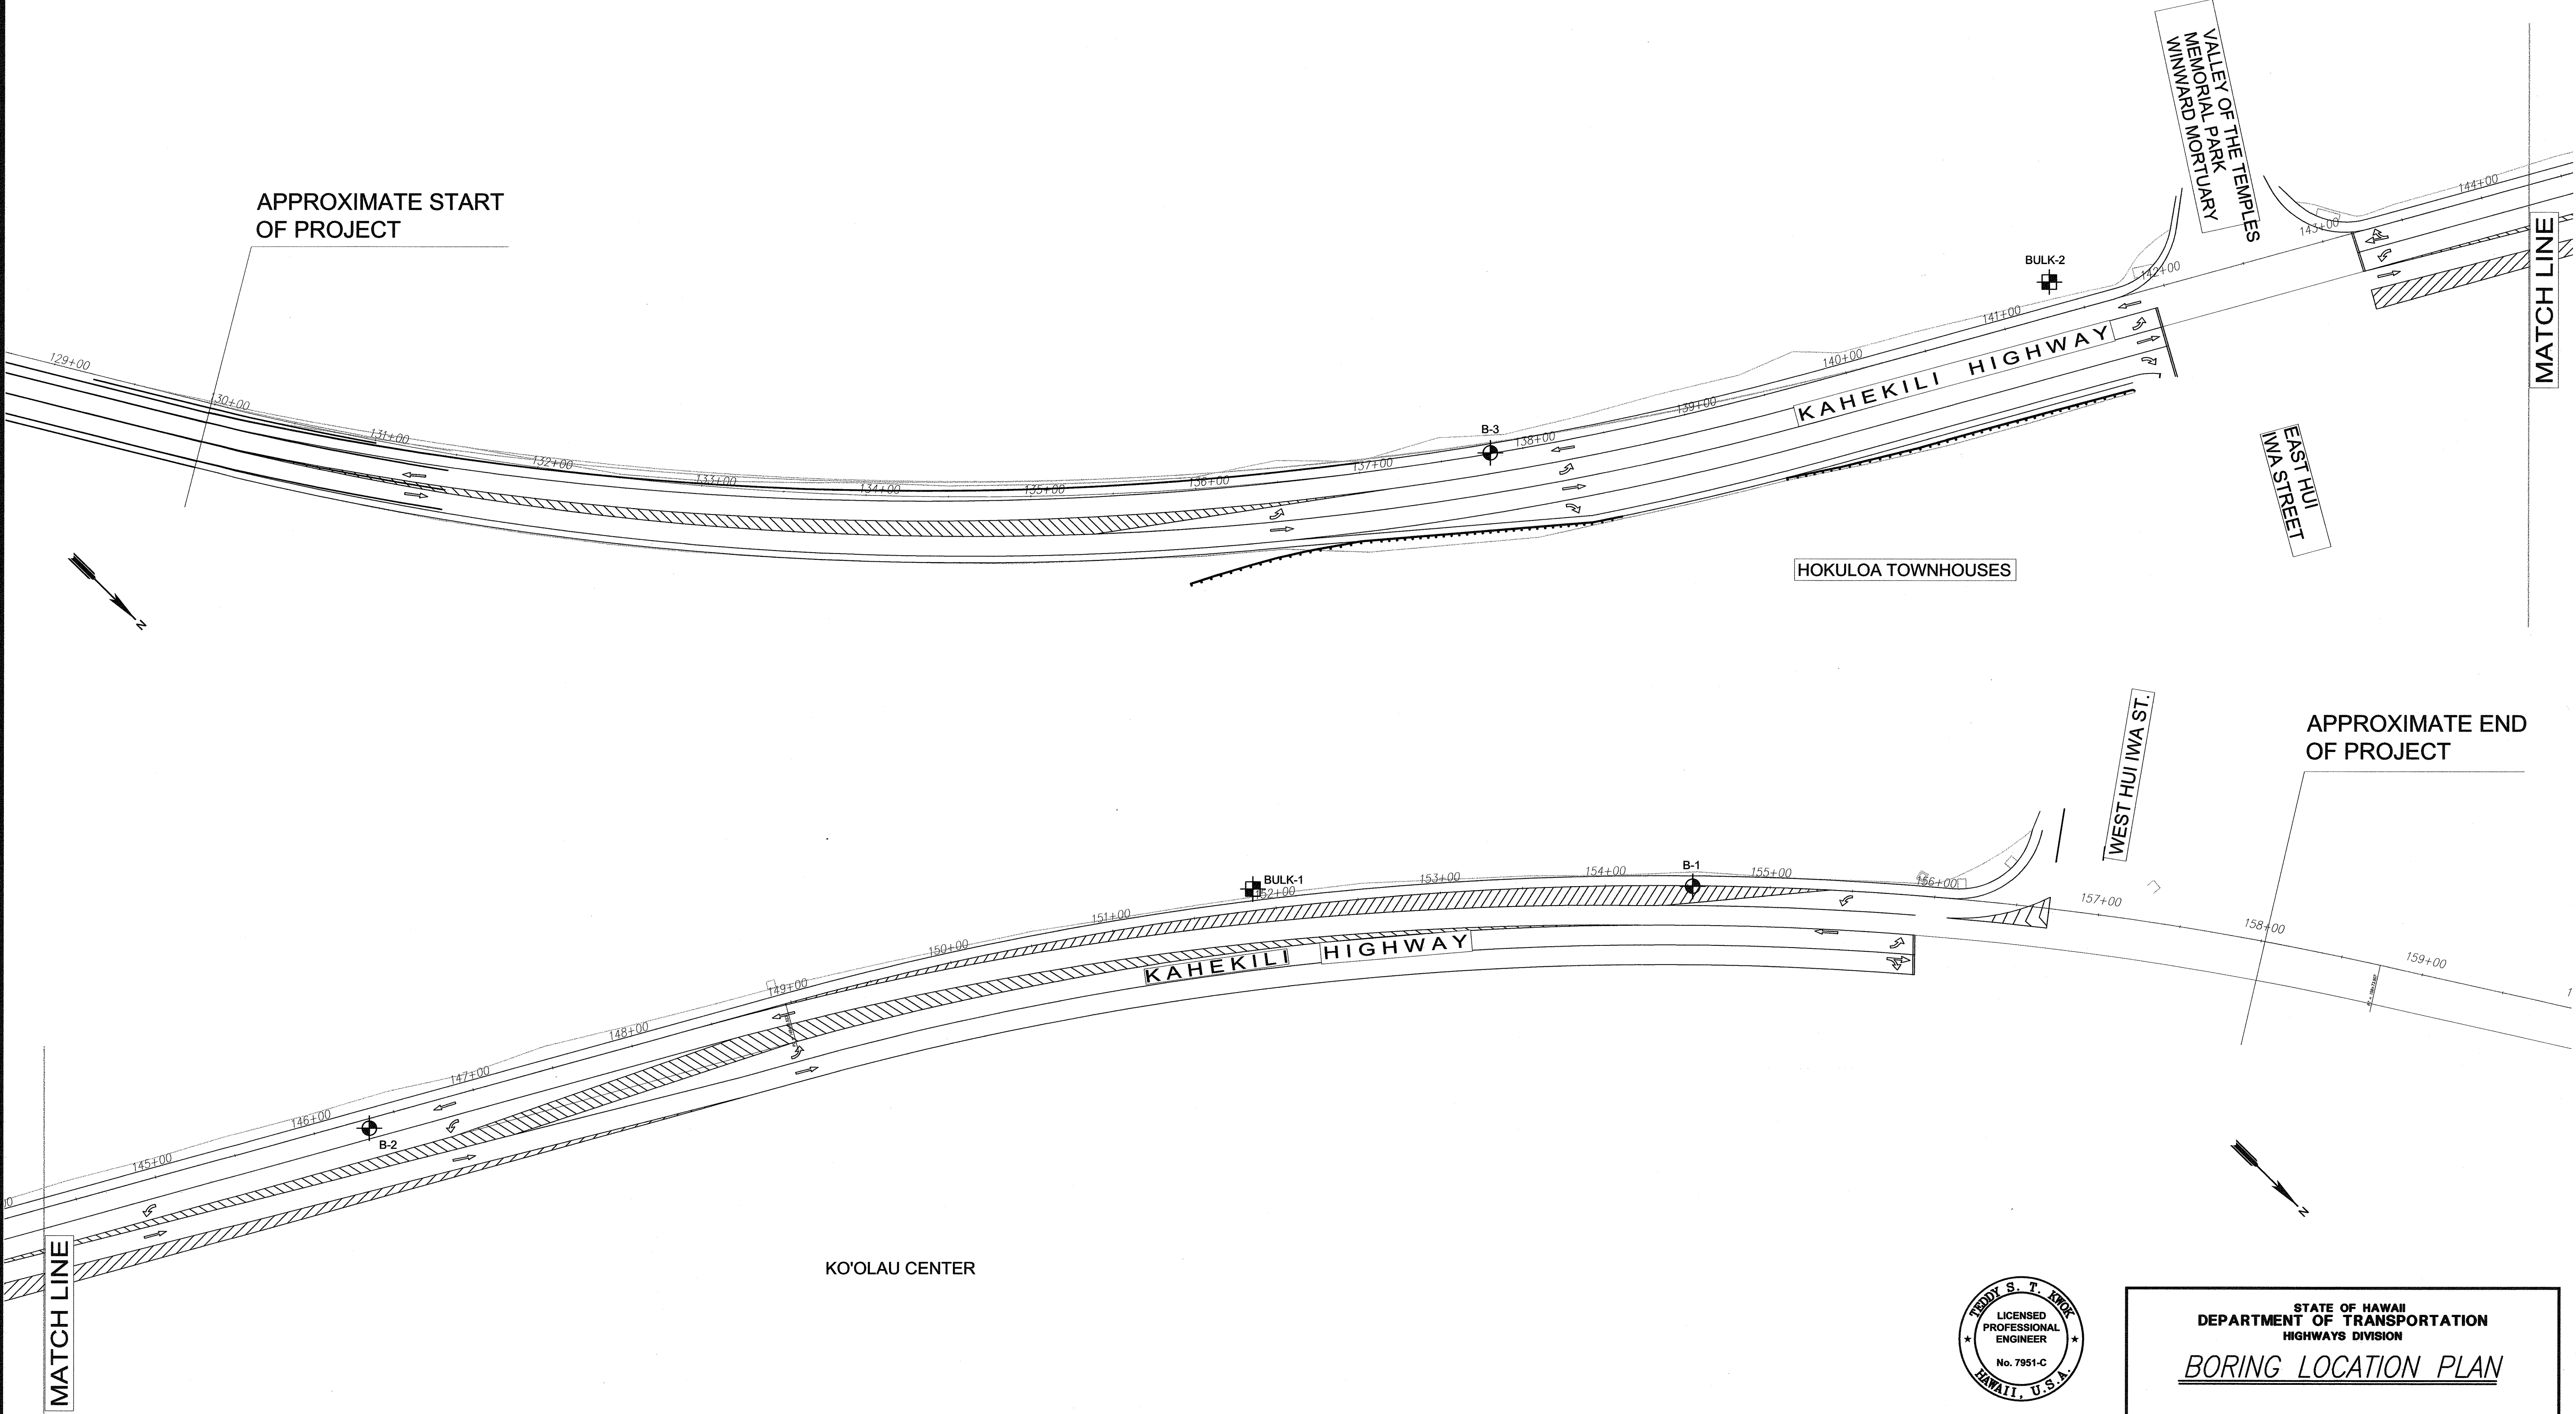 VALLEY OF THE TEMPLES
MEMORIAL PARK
WINWARD MORTUARY
APPROXIMATE START
OF PROJECT
129+00
130+00
131+00
132+00
133+00
134+00
135+00
136+00
137+00
138+00
139+00
140+00
141+00
142+00
143+00
144+00
B-3
BULK-2
KAHEKILI HIGHWAY
MATCH LINE
EAST HUI
IWA STREET
HOKULOA TOWNHOUSES
N
WEST HUI IWA ST.
APPROXIMATE END
OF PROJECT
145+00
146+00
147+00
148+00
149+00
150+00
151+00
152+00
153+00
154+00
155+00
156+00
157+00
158+00
159+00
1
B-2
BULK-1
B-1
KAHEKILI HIGHWAY
MATCH LINE
KO'OLAU CENTER
N
TEDDY S. T. KWOK
LICENSED
PROFESSIONAL
ENGINEER
No. 7951-C
HAWAII, U.S.A.
STATE OF HAWAII
DEPARTMENT OF TRANSPORTATION
HIGHWAYS DIVISION
BORING LOCATION PLAN